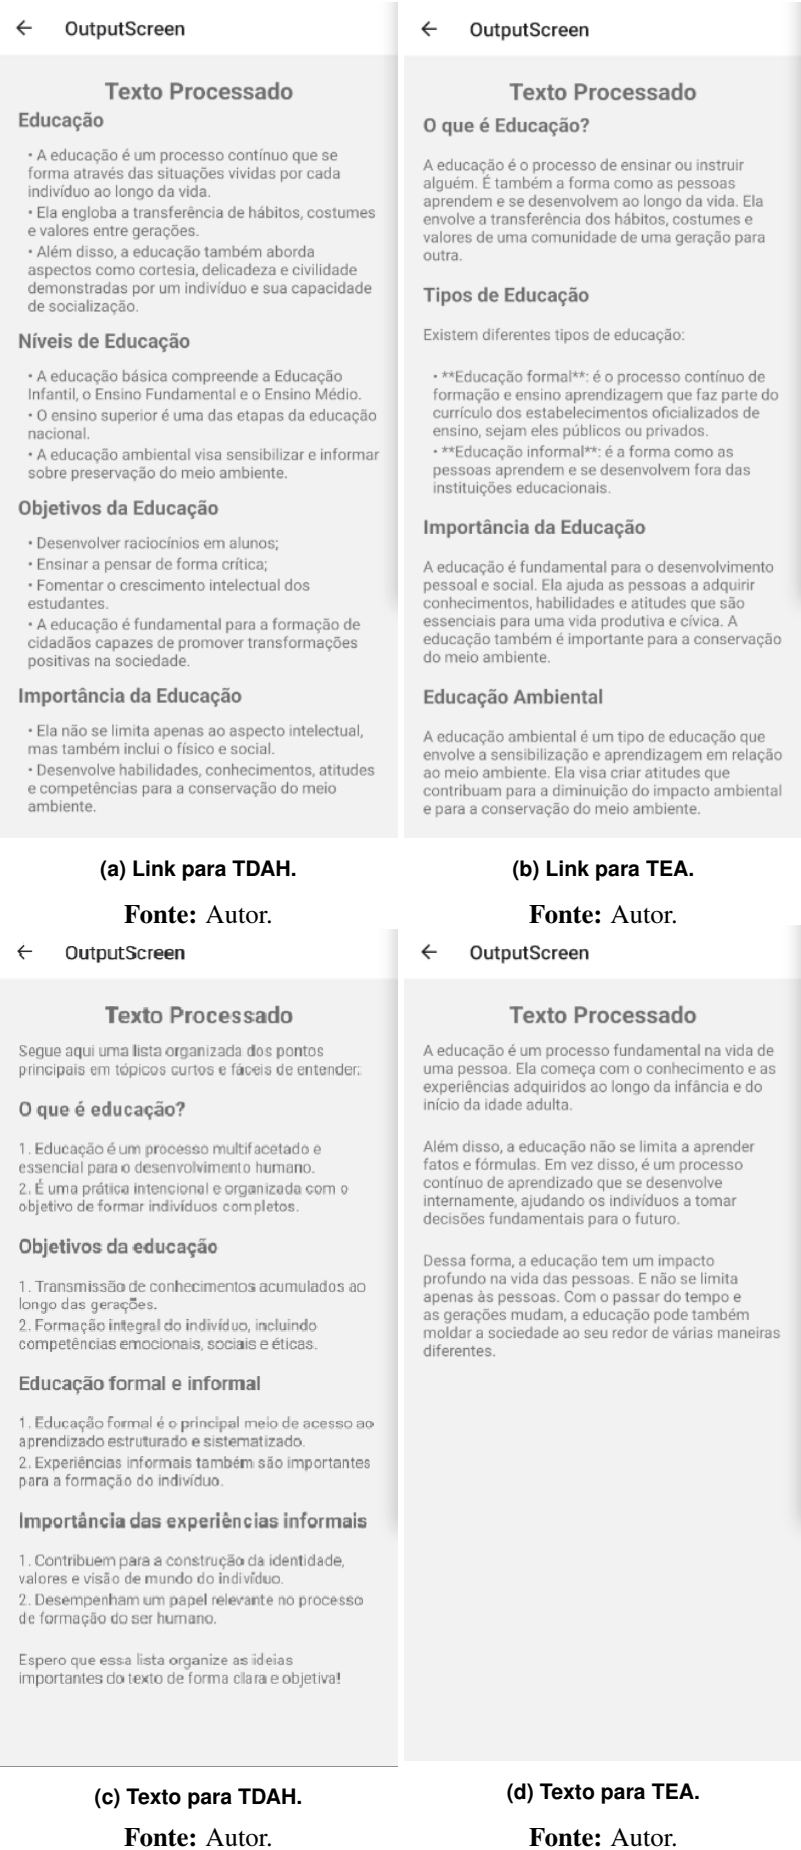 ← OutputScreen
Texto Processado
Educação
• A educação é um processo contínuo que se
forma através das situações vividas por cada
indivíduo ao longo da vida.
• Ela engloba a transferência de hábitos, costumes
e valores entre gerações.
• Além disso, a educação também aborda
aspectos como cortesia, delicadeza e civilidade
demonstradas por um indivíduo e sua capacidade
de socialização.
Níveis de Educação
• A educação básica compreende a Educação
Infantil, o Ensino Fundamental e o Ensino Médio.
• O ensino superior é uma das etapas da educação
nacional.
• A educação ambiental visa sensibilizar e informar
sobre preservação do meio ambiente.
Objetivos da Educação
• Desenvolver raciocínios em alunos;
• Ensinar a pensar de forma crítica;
• Fomentar o crescimento intelectual dos
estudantes.
• A educação é fundamental para a formação de
cidadãos capazes de promover transformações
positivas na sociedade.
Importância da Educação
• Ela não se limita apenas ao aspecto intelectual,
mas também inclui o físico e social.
• Desenvolve habilidades, conhecimentos, atitudes
e competências para a conservação do meio
ambiente.
(a) Link para TDAH.
Fonte: Autor.
← OutputScreen
Texto Processado
O que é Educação?
A educação é o processo de ensinar ou instruir
alguém. É também a forma como as pessoas
aprendem e se desenvolvem ao longo da vida. Ela
envolve a transferência dos hábitos, costumes e
valores de uma comunidade de uma geração para
outra.
Tipos de Educação
Existem diferentes tipos de educação:
• **Educação formal**: é o processo contínuo de
formação e ensino aprendizagem que faz parte do
currículo dos estabelecimentos oficializados de
ensino, sejam eles públicos ou privados.
• **Educação informal**: é a forma como as
pessoas aprendem e se desenvolvem fora das
instituições educacionais.
Importância da Educação
A educação é fundamental para o desenvolvimento
pessoal e social. Ela ajuda as pessoas a adquirir
conhecimentos, habilidades e atitudes que são
essenciais para uma vida produtiva e cívica. A
educação também é importante para a conservação
do meio ambiente.
Educação Ambiental
A educação ambiental é um tipo de educação que
envolve a sensibilização e aprendizagem em relação
ao meio ambiente. Ela visa criar atitudes que
contribuam para a diminuição do impacto ambiental
e para a conservação do meio ambiente.
(b) Link para TEA.
Fonte: Autor.
← OutputScreen
Texto Processado
Segue aqui uma lista organizada dos pontos
principais em tópicos curtos e fáceis de entender:
O que é educação?
1. Educação é um processo multifacetado e
essencial para o desenvolvimento humano.
2. É uma prática intencional e organizada com o
objetivo de formar indivíduos completos.
Objetivos da educação
1. Transmissão de conhecimentos acumulados ao
longo das gerações.
2. Formação integral do indivíduo, incluindo
competências emocionais, sociais e éticas.
Educação formal e informal
1. Educação formal é o principal meio de acesso ao
aprendizado estruturado e sistematizado.
2. Experiências informais também são importantes
para a formação do indivíduo.
Importância das experiências informais
1. Contribuem para a construção da identidade,
valores e visão de mundo do indivíduo.
2. Desempenham um papel relevante no processo
de formação do ser humano.
Espero que essa lista organize as ideias
importantes do texto de forma clara e objetiva!
(c) Texto para TDAH.
Fonte: Autor.
← OutputScreen
Texto Processado
A educação é um processo fundamental na vida de
uma pessoa. Ela começa com o conhecimento e as
experiências adquiridos ao longo da infância e do
início da idade adulta.
Além disso, a educação não se limita a aprender
fatos e fórmulas. Em vez disso, é um processo
contínuo de aprendizado que se desenvolve
internamente, ajudando os indivíduos a tomar
decisões fundamentais para o futuro.
Dessa forma, a educação tem um impacto
profundo na vida das pessoas. E não se limita
apenas às pessoas. Com o passar do tempo e
as gerações mudam, a educação pode também
moldar a sociedade ao seu redor de várias maneiras
diferentes.
(d) Texto para TEA.
Fonte: Autor.